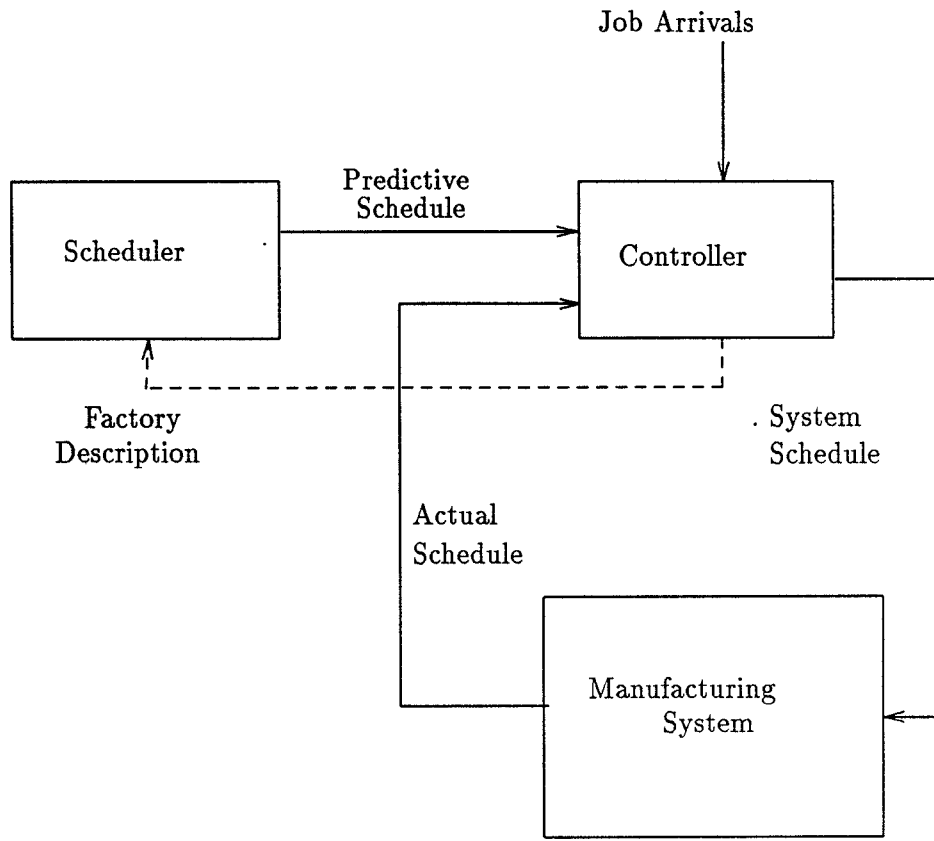 Job Arrivals
Predictive
Schedule
Scheduler
Controller
Factory
Description
System
Schedule
Actual
Schedule
Manufacturing
System